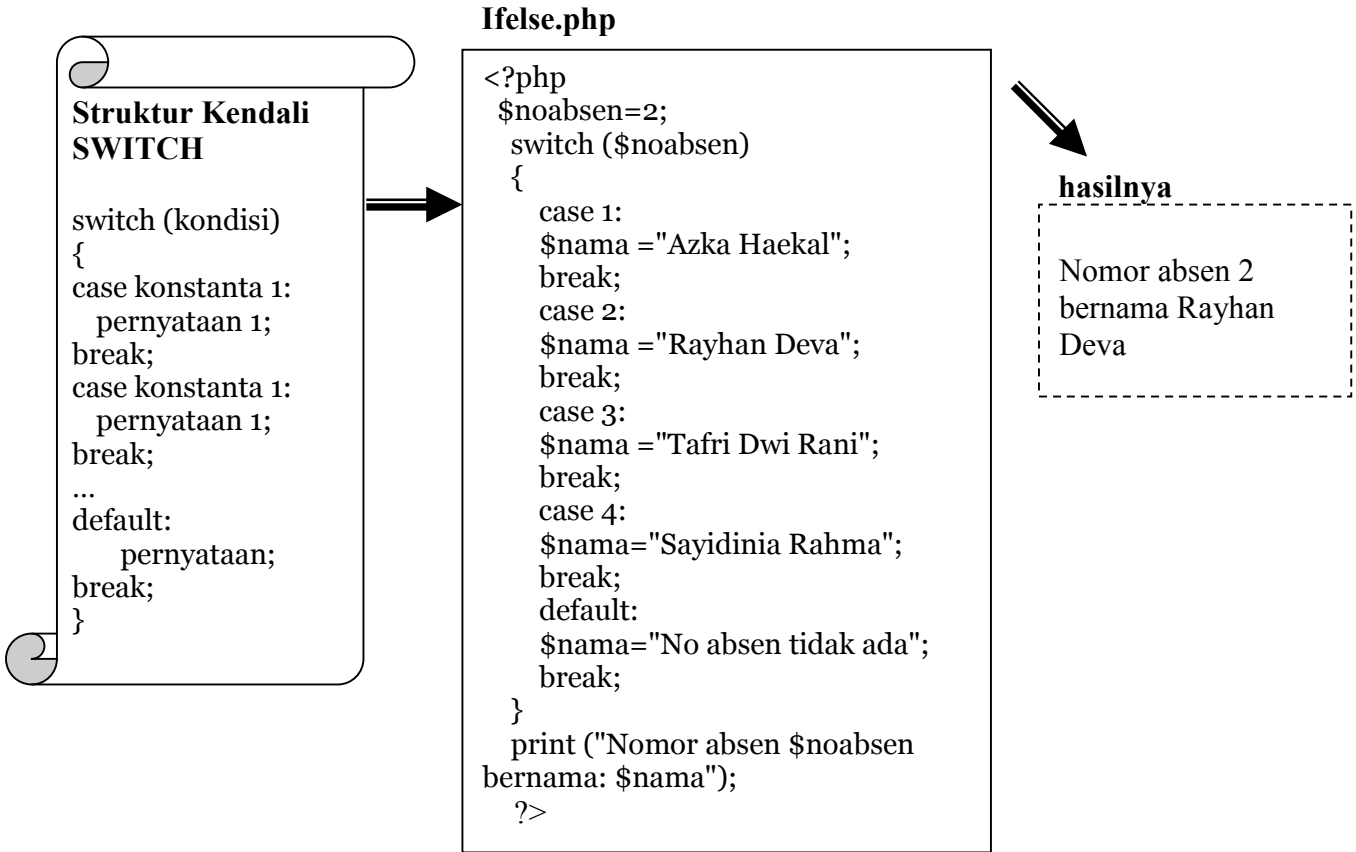 Struktur Kendali
SWITCH
switch (kondisi)
{
case konstanta 1:
pernyataan 1;
break;
case konstanta 1:
pernyataan 1;
break;
...
default:
pernyataan;
break;
}
Ifelse.php
<?php
$noabsen=2;
switch ($noabsen)
{
case 1:
$nama ="Azka Haekal";
break;
case 2:
$nama ="Rayhan Deva";
break;
case 3:
$nama ="Tafri Dwi Rani";
break;
case 4:
$nama="Sayidinia Rahma";
break;
default:
$nama="No absen tidak ada";
break;
}
print ("Nomor absen $noabsen
bernama: $nama");
?>
hasilnya
Nomor absen 2
bernama Rayhan
Deva